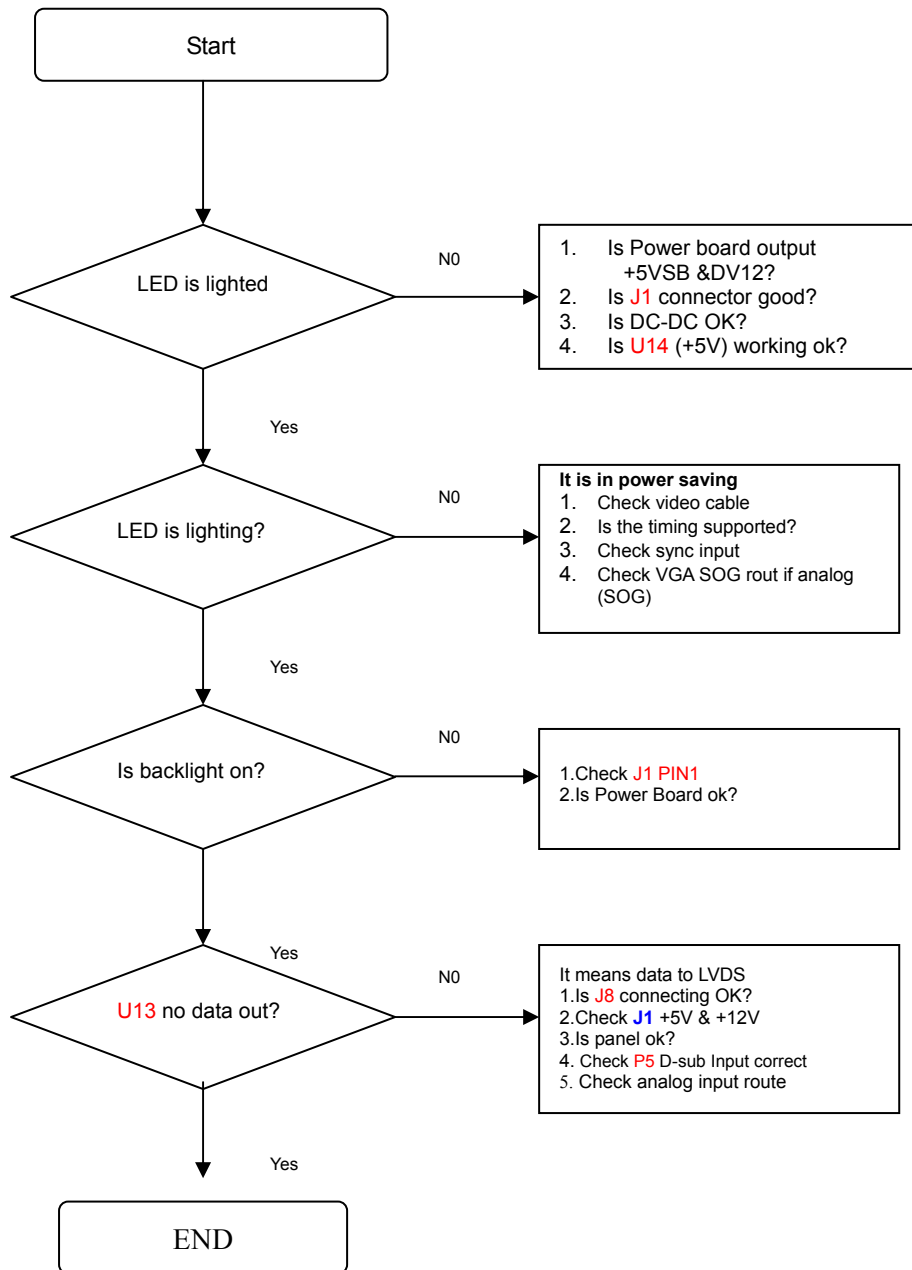 Start
LED is lighted
N0
1. Is Power board output
+5VSB &DV12?
2. Is J1 connector good?
3. Is DC-DC OK?
4. Is U14 (+5V) working ok?
Yes
LED is lighting?
N0
It is in power saving
1. Check video cable
2. Is the timing supported?
3. Check sync input
4. Check VGA SOG rout if analog
(SOG)
Yes
Is backlight on?
N0
1.Check J1 PIN1
2.Is Power Board ok?
Yes
U13 no data out?
N0
It means data to LVDS
1.Is J8 connecting OK?
2.Check J1 +5V & +12V
3.Is panel ok?
4. Check P5 D-sub Input correct
5. Check analog input route
Yes
END